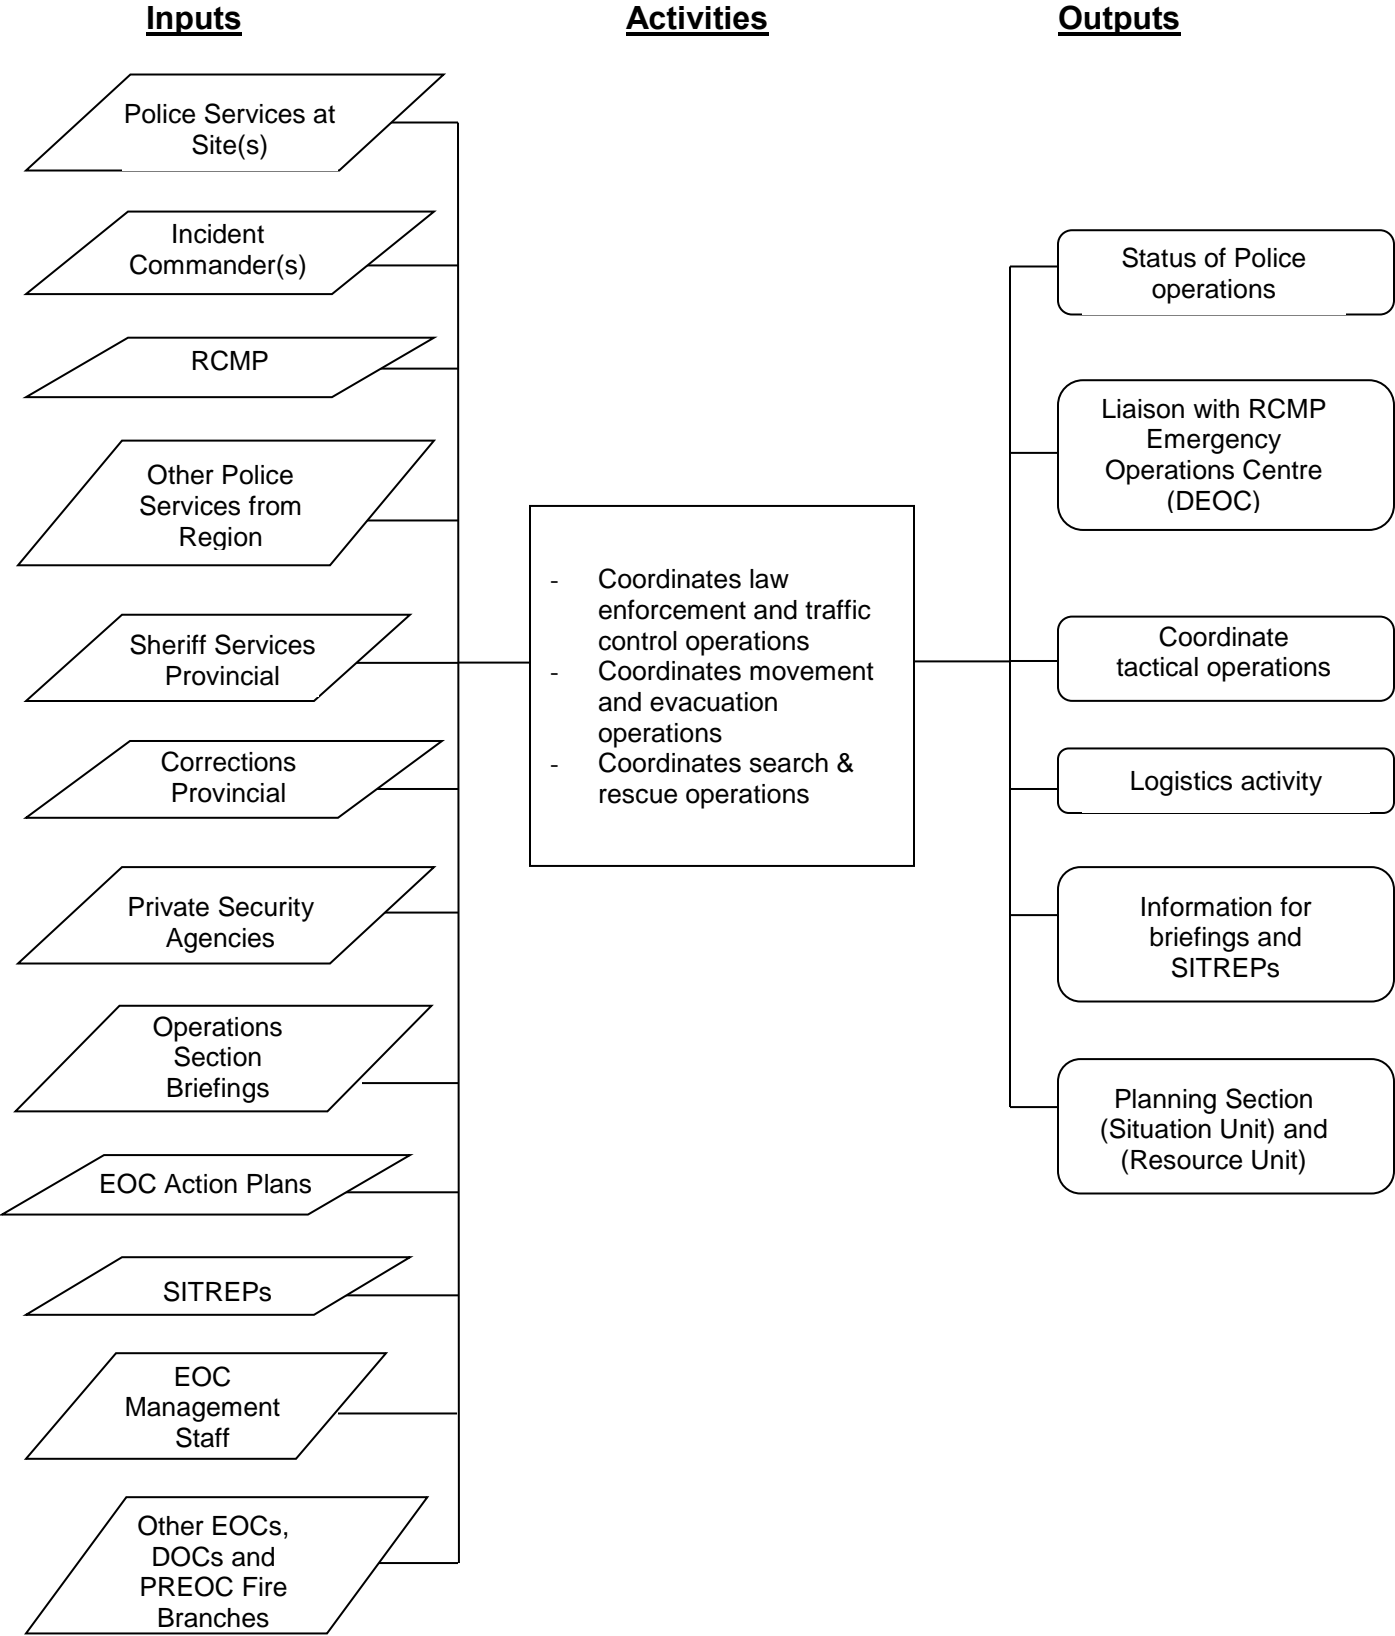 Inputs
Activities
Outputs
Police Services at
Site(s)
Incident
Commander(s)
RCMP
Other Police
Services from
Region
Sheriff Services
Provincial
Corrections
Provincial
Private Security
Agencies
Operations
Section
Briefings
EOC Action Plans
SITREPs
EOC
Management
Staff
Other EOCs,
DOCs and
PREOC Fire
Branches
- Coordinates law
enforcement and traffic
control operations
- Coordinates movement
and evacuation
operations
- Coordinates search &
rescue operations
Status of Police
operations
Liaison with RCMP
Emergency
Operations Centre
(DEOC)
Coordinate
tactical operations
Logistics activity
Information for
briefings and
SITREPs
Planning Section
(Situation Unit) and
(Resource Unit)